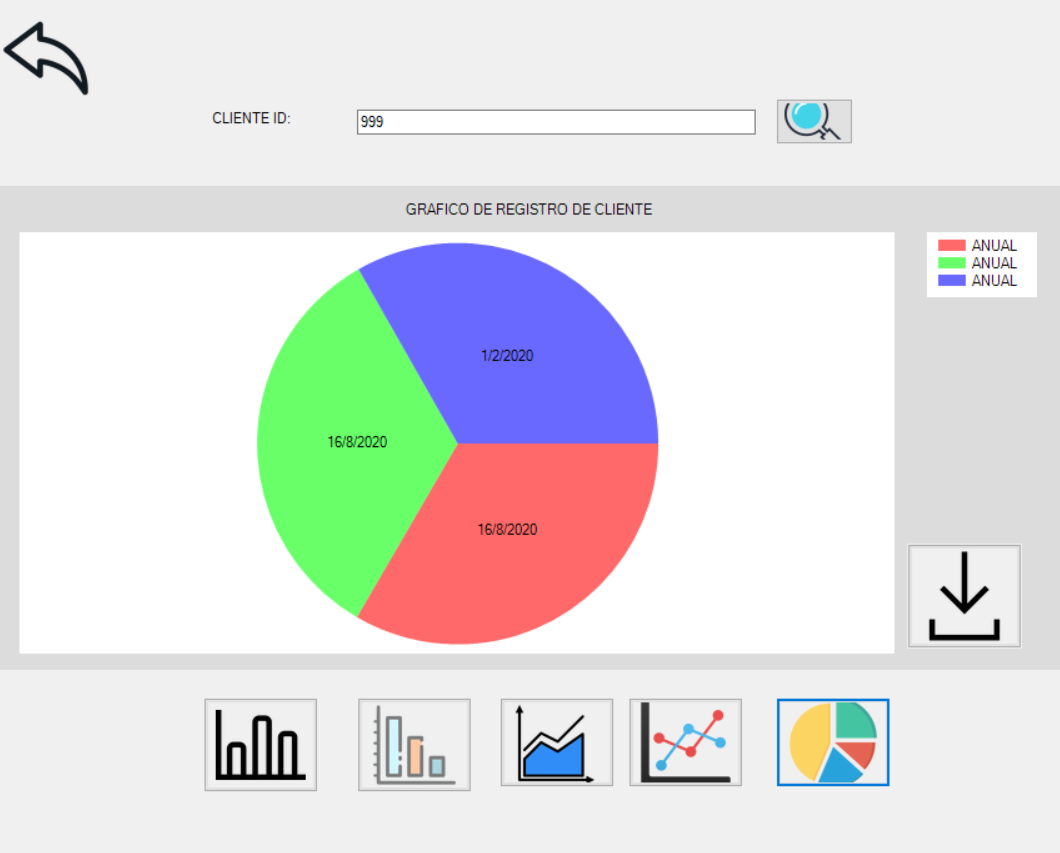 CLIENTE ID:
999
GRAFICO DE REGISTRO DE CLIENTE
ANUAL
ANUAL
ANUAL
1/2/2020
16/8/2020
16/8/2020